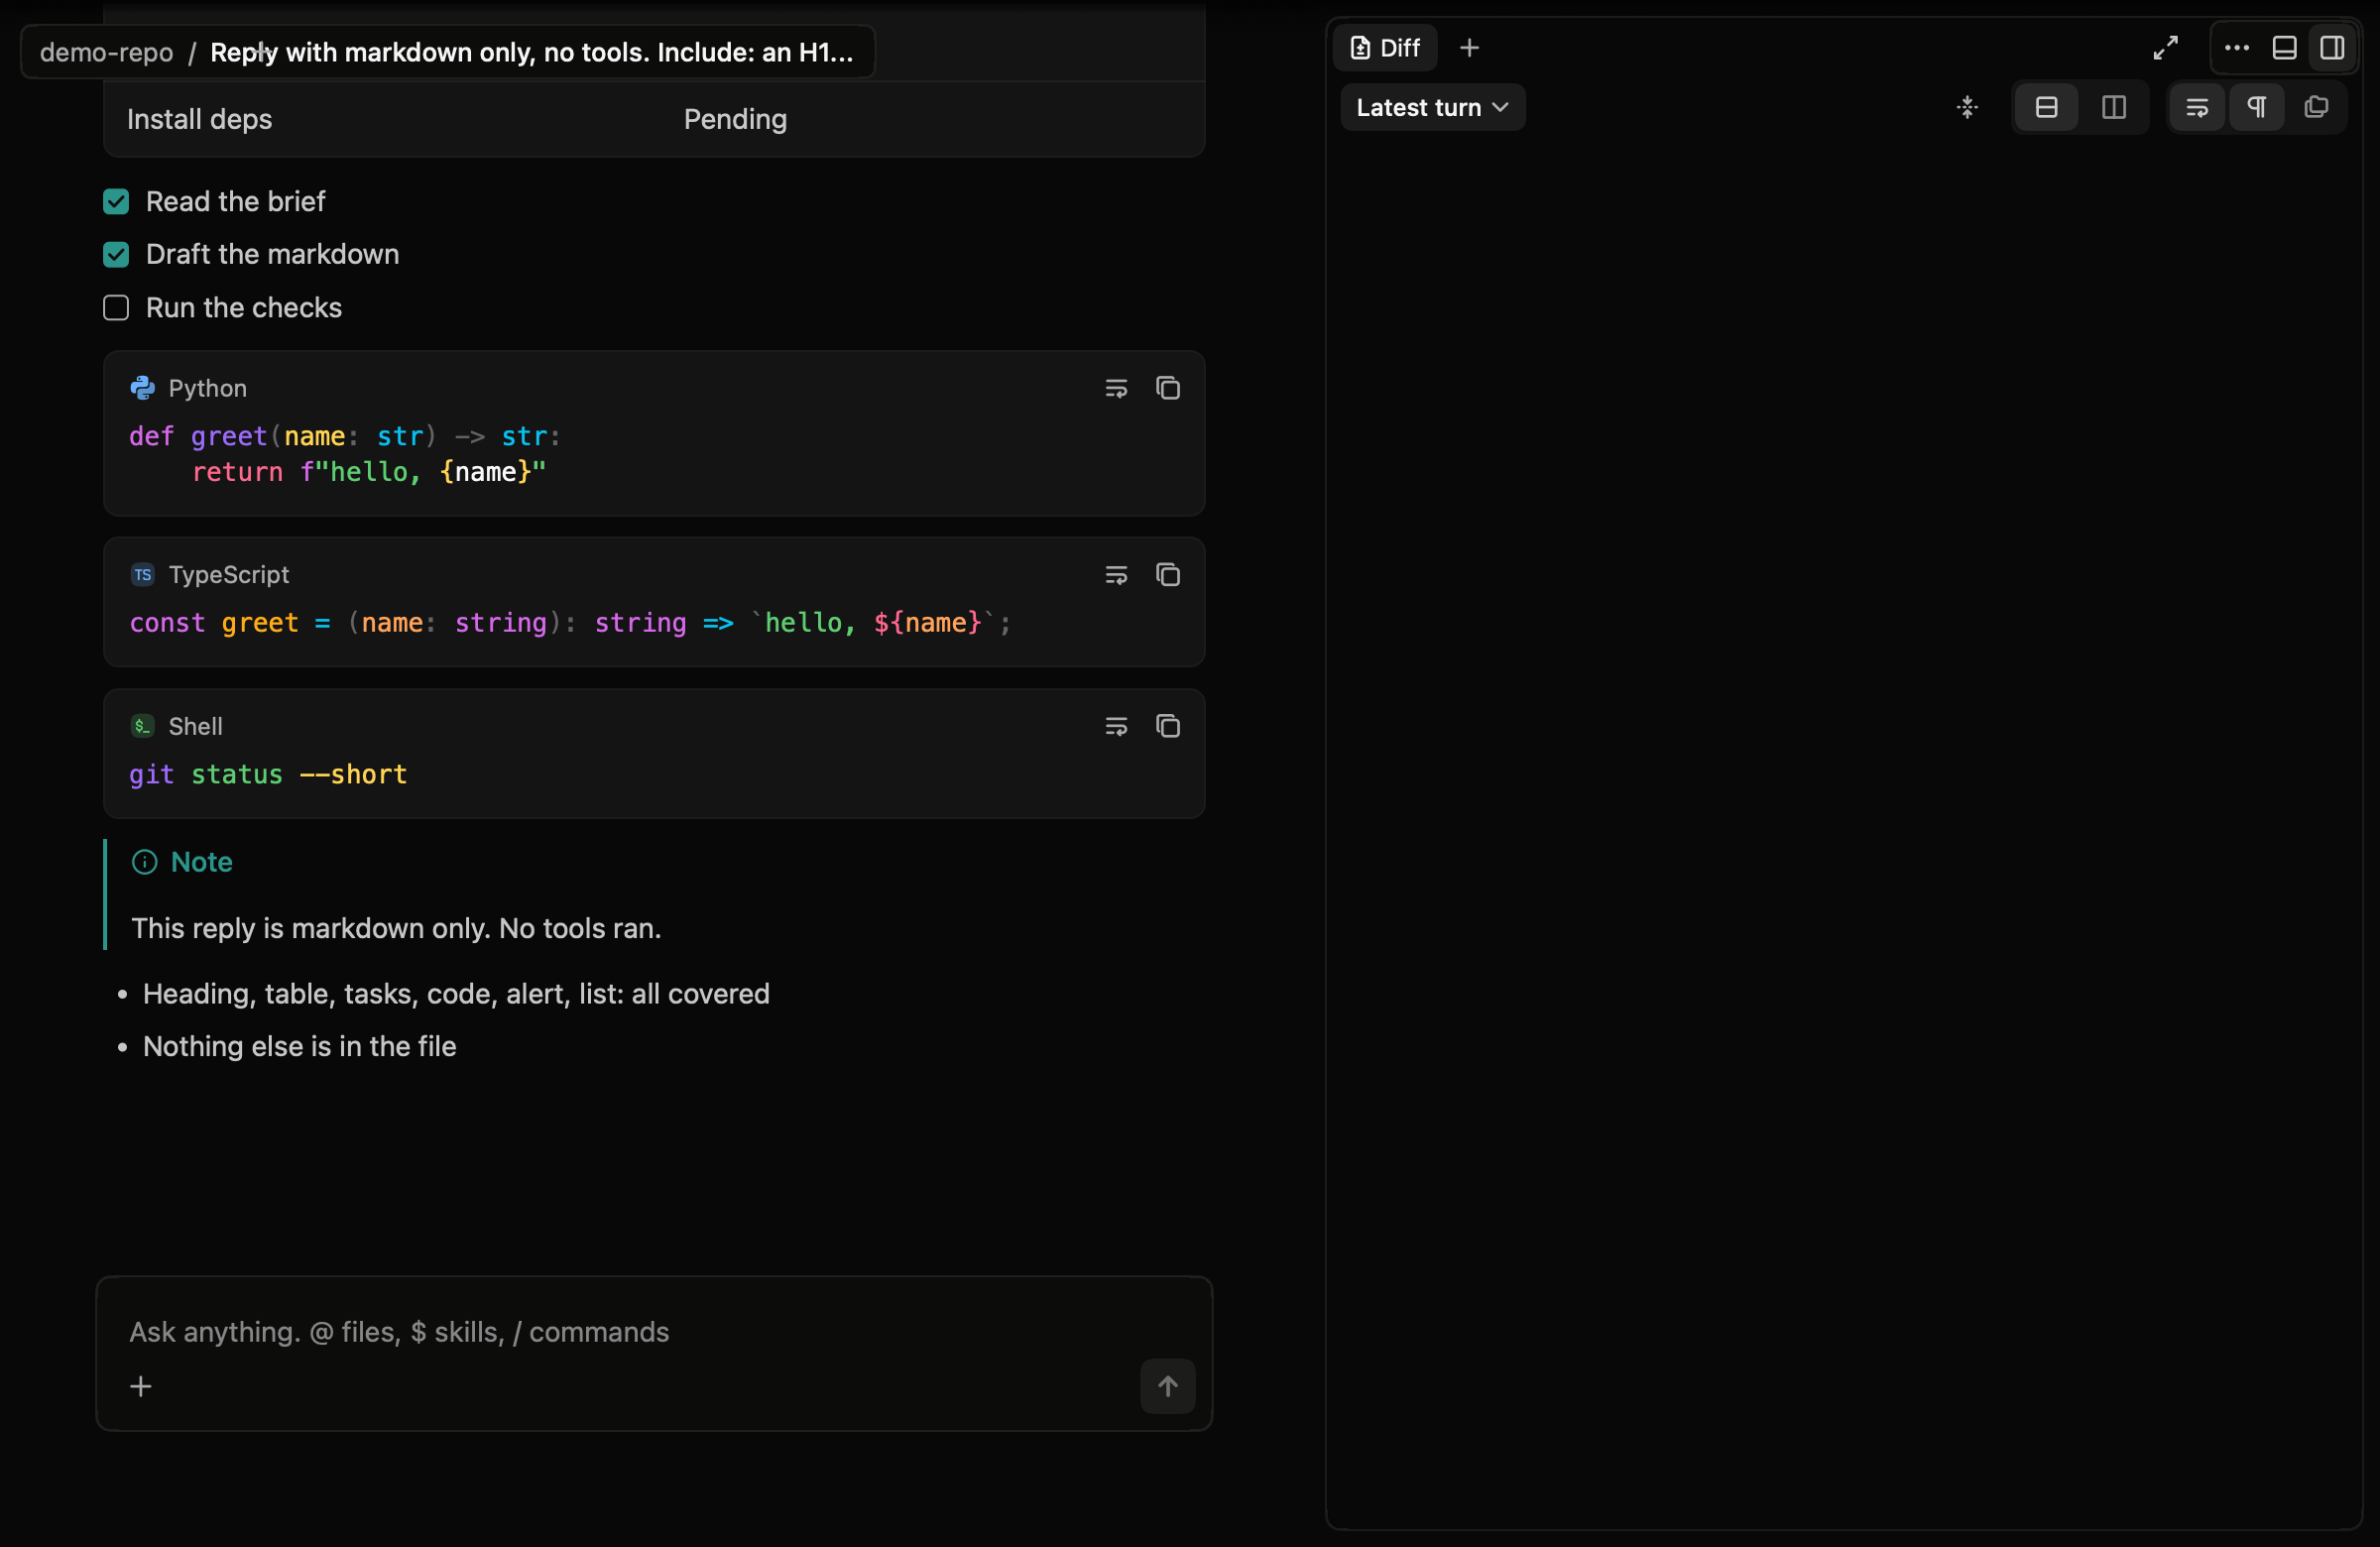 demo-repo / Reply with markdown only, no tools. Include: an H1...
Install deps Pending
Read the brief
Draft the markdown
Run the checks
Python
def greet(name: str) -> str:
    return f"hello, {name}"
TS TypeScript
const greet = (name: string): string => `hello, ${name}`;
$_ Shell
git status --short
Note
This reply is markdown only. No tools ran.
• Heading, table, tasks, code, alert, list: all covered
• Nothing else is in the file
Ask anything. @ files, $ skills, / commands
Diff
Latest turn